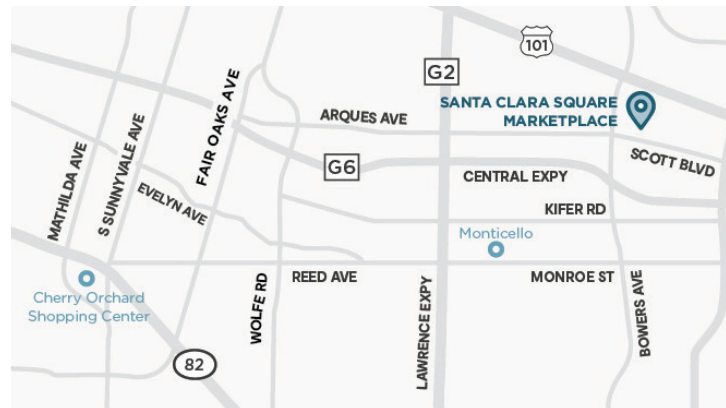 101
G2
SANTA CLARA SQUARE
MARKETPLACE
ARQUES AVE
FAIR OAKS AVE
SCOTT BLVD
S SUNNYVALE AVE
MATHILDA AVE
G6
CENTRAL EXPY
EVELYN AVE
KIFER RD
Monticello
REED AVE
MONROE ST
Cherry Orchard
Shopping Center
WOLFE RD
LAWRENCE EXPY
BOWERS AVE
82